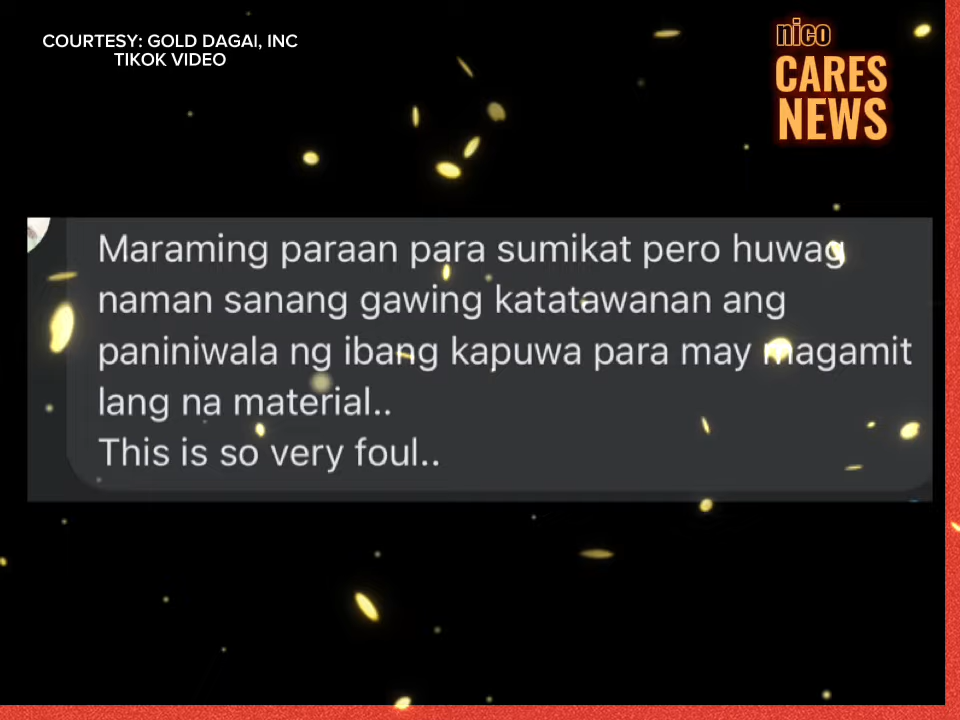 COURTESY: GOLD DAGAI, INC
TIKOK VIDEO
nico
CARES
NEWS
Maraming paraan para sumikat pero huwag
naman sanang gawing katatawanan ang
paniniwala ng ibang kapuwa para may magamit
lang na material..
This is so very foul..